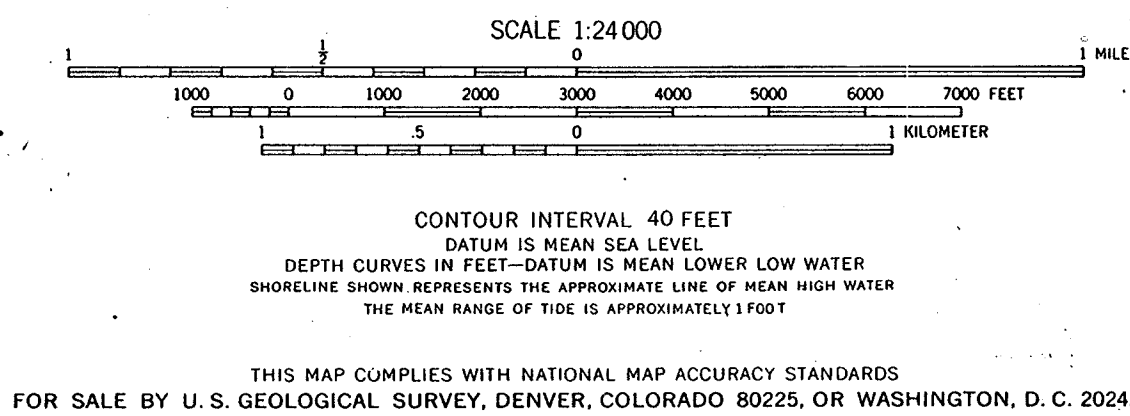 SCALE 1:24 000
1 ½ 0 1 MILE
1000 0 1000 2000 3000 4000 5000 6000 7000 FEET
1 .5 0 1 KILOMETER
CONTOUR INTERVAL 40 FEET
DATUM IS MEAN SEA LEVEL
DEPTH CURVES IN FEET—DATUM IS MEAN LOWER LOW WATER
SHORELINE SHOWN REPRESENTS THE APPROXIMATE LINE OF MEAN HIGH WATER
THE MEAN RANGE OF TIDE IS APPROXIMATELY 1 FOOT
THIS MAP COMPLIES WITH NATIONAL MAP ACCURACY STANDARDS
FOR SALE BY U. S. GEOLOGICAL SURVEY, DENVER, COLORADO 80225, OR WASHINGTON, D. C. 2024